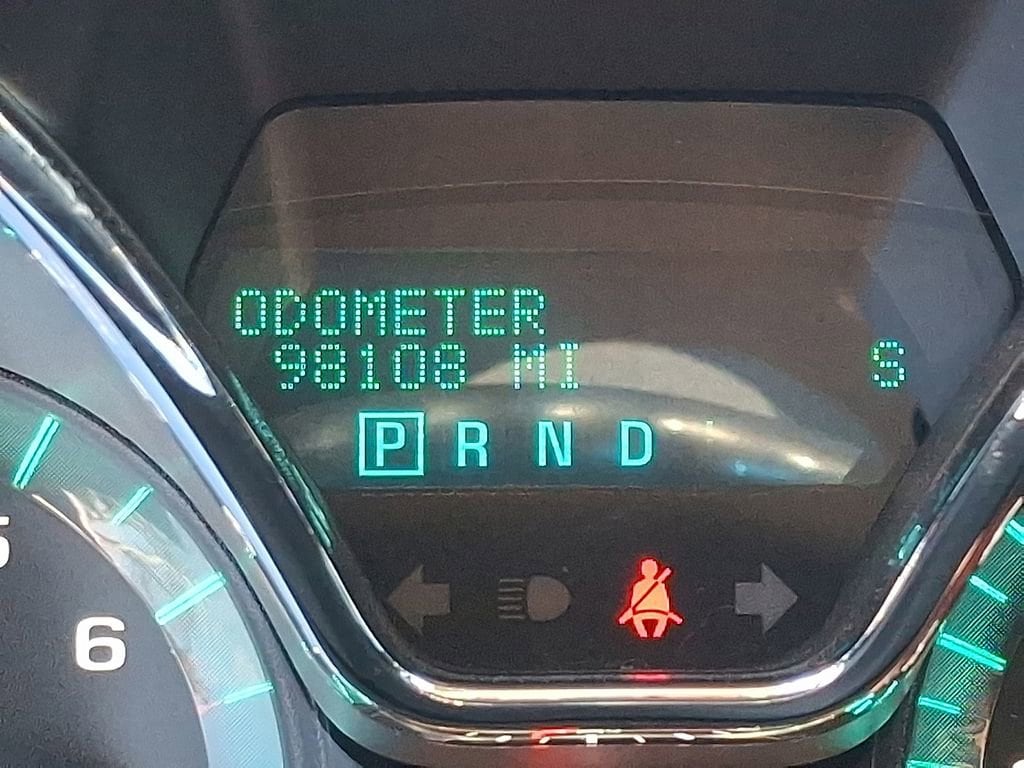 ODOMETER
98108 MI S
P R N D
6